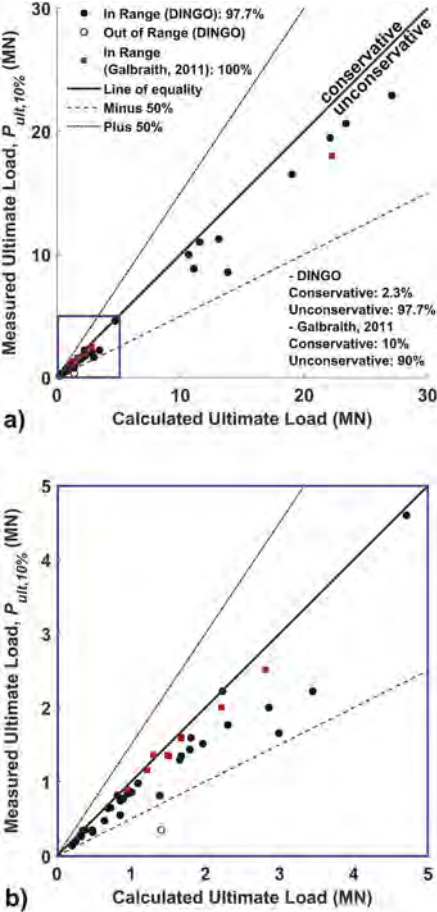 30
20
10
0
Measured Ultimate Load, P_ult,10% (MN)
In Range (DINGO): 97.7%
Out of Range (DINGO)
In Range
(Galbraith, 2011): 100%
Line of equality
Minus 50%
Plus 50%
conservative
unconservative
- DINGO
Conservative: 2.3%
Unconservative: 97.7%
- Galbraith, 2011
Conservative: 10%
Unconservative: 90%
0 10 20 30
Calculated Ultimate Load (MN)
a)
5
4
3
2
1
0
Measured Ultimate Load, P_ult,10% (MN)
0 1 2 3 4 5
Calculated Ultimate Load (MN)
b)